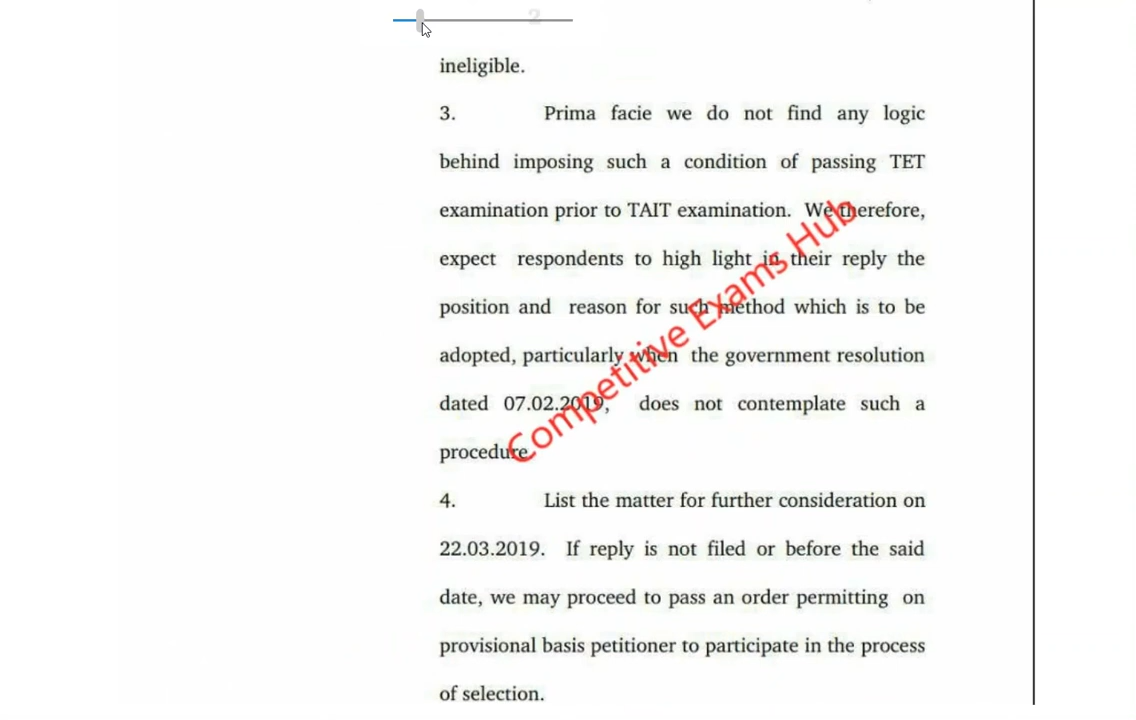 2
ineligible.
3. Prima facie we do not find any logic
behind imposing such a condition of passing TET
examination prior to TAIT examination. We therefore,
expect respondents to high light in their reply the
position and reason for such method which is to be
adopted, particularly when the government resolution
dated 07.02.2019, does not contemplate such a
procedure.
4. List the matter for further consideration on
22.03.2019. If reply is not filed or before the said
date, we may proceed to pass an order permitting on
provisional basis petitioner to participate in the process
of selection.
Competitive Exams Hub